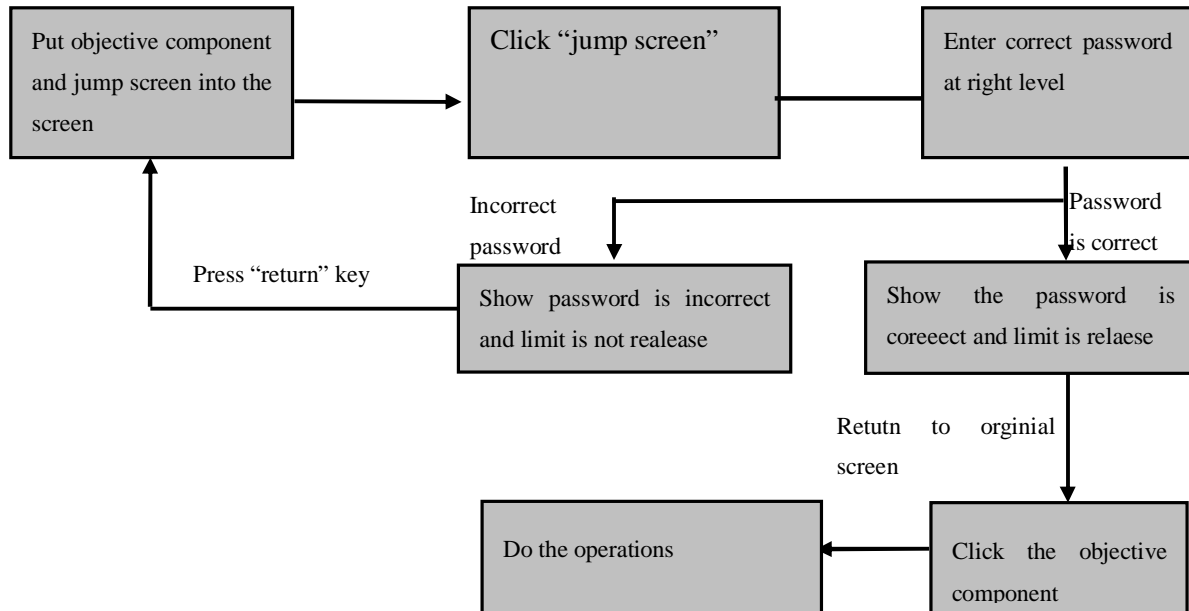 Put objective component
and jump screen into the
screen
Click “jump screen”
Enter correct password
at right level
Incorrect
password
Password
is correct
Press “return” key
Show password is incorrect
and limit is not realease
Show the password is
coreeect and limit is relaese
Retutn to orginial
screen
Click the objective
component
Do the operations